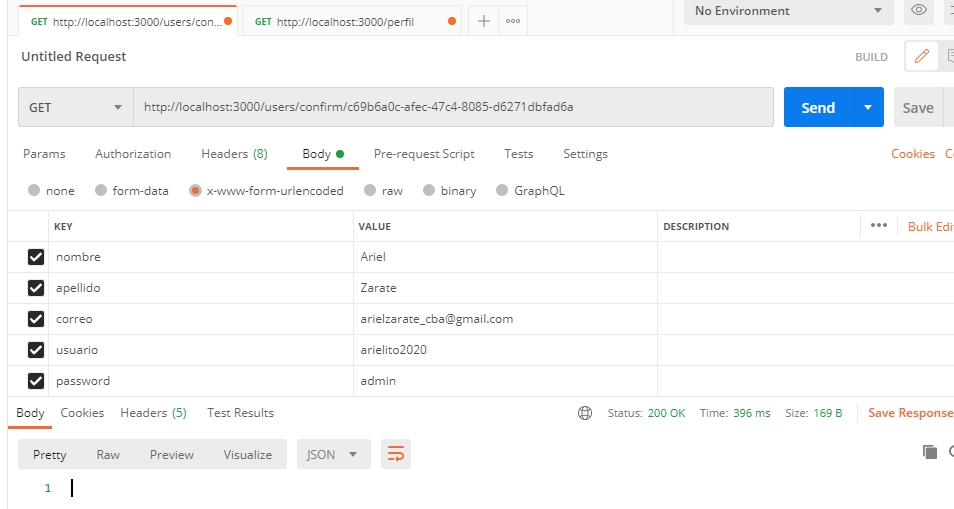 GET http://localhost:3000/users/con... GET http://localhost:3000/perfil + ••• No Environment
Untitled Request BUILD
GET http://localhost:3000/users/confirm/c69b6a0c-afec-47c4-8085-d6271dbfad6a Send Save
Params Authorization Headers (8) Body Pre-request Script Tests Settings Cookies C
none form-data x-www-form-urlencoded raw binary GraphQL
KEY VALUE DESCRIPTION ••• Bulk Edi
nombre Ariel
apellido Zarate
correo arielzarate_cba@gmail.com
usuario arielito2020
password admin
Body Cookies Headers (5) Test Results Status: 200 OK Time: 396 ms Size: 169 B Save Response
Pretty Raw Preview Visualize JSON
1